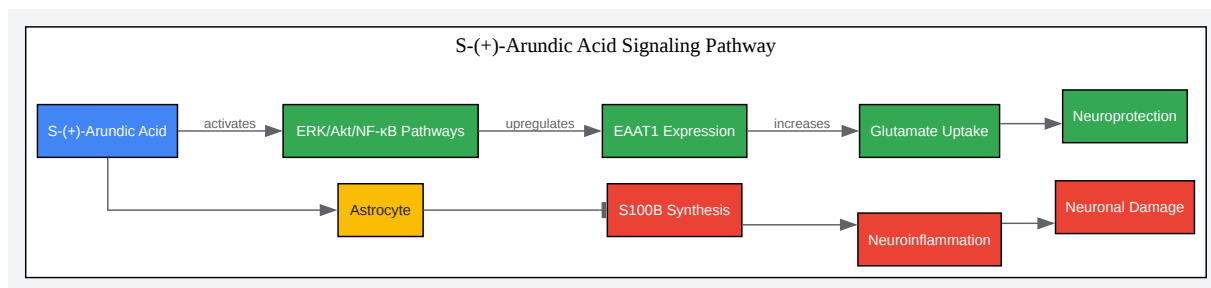 S-(+)-Arundic Acid Signaling Pathway
S-(+)-Arundic Acid
activates
ERK/Akt/NF-κB Pathways
upregulates
EAAT1 Expression
increases
Glutamate Uptake
Neuroprotection
Astrocyte
S100B Synthesis
Neuroinflammation
Neuronal Damage